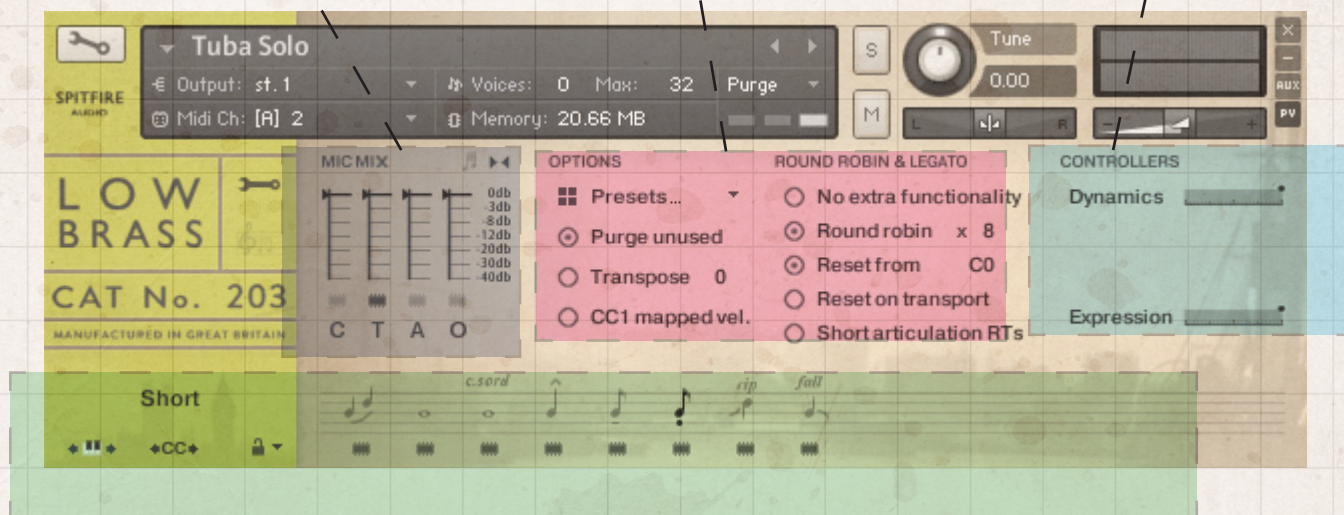 Tuba Solo
S
Tune
×
–
Output: st.1
Voices: 0 Max: 32
Purge
0.00
AUX
SPITFIRE
AUDIO
Midi Ch: [A] 2
Memory: 20.66 MB
M
L R
– +
PV
LOW
BRASS
CAT No. 203
MANUFACTURED IN GREAT BRITAIN
MIC MIX
0db
-3db
-8db
-12db
-20db
-30db
-40db
C T A O
OPTIONS
Presets...
Purge unused
Transpose 0
CC1 mapped vel.
ROUND ROBIN & LEGATO
No extra functionality
Round robin x 8
Reset from C0
Reset on transport
Short articulation RTs
CONTROLLERS
Dynamics
Expression
Short
CC
c.sord
rip
fall